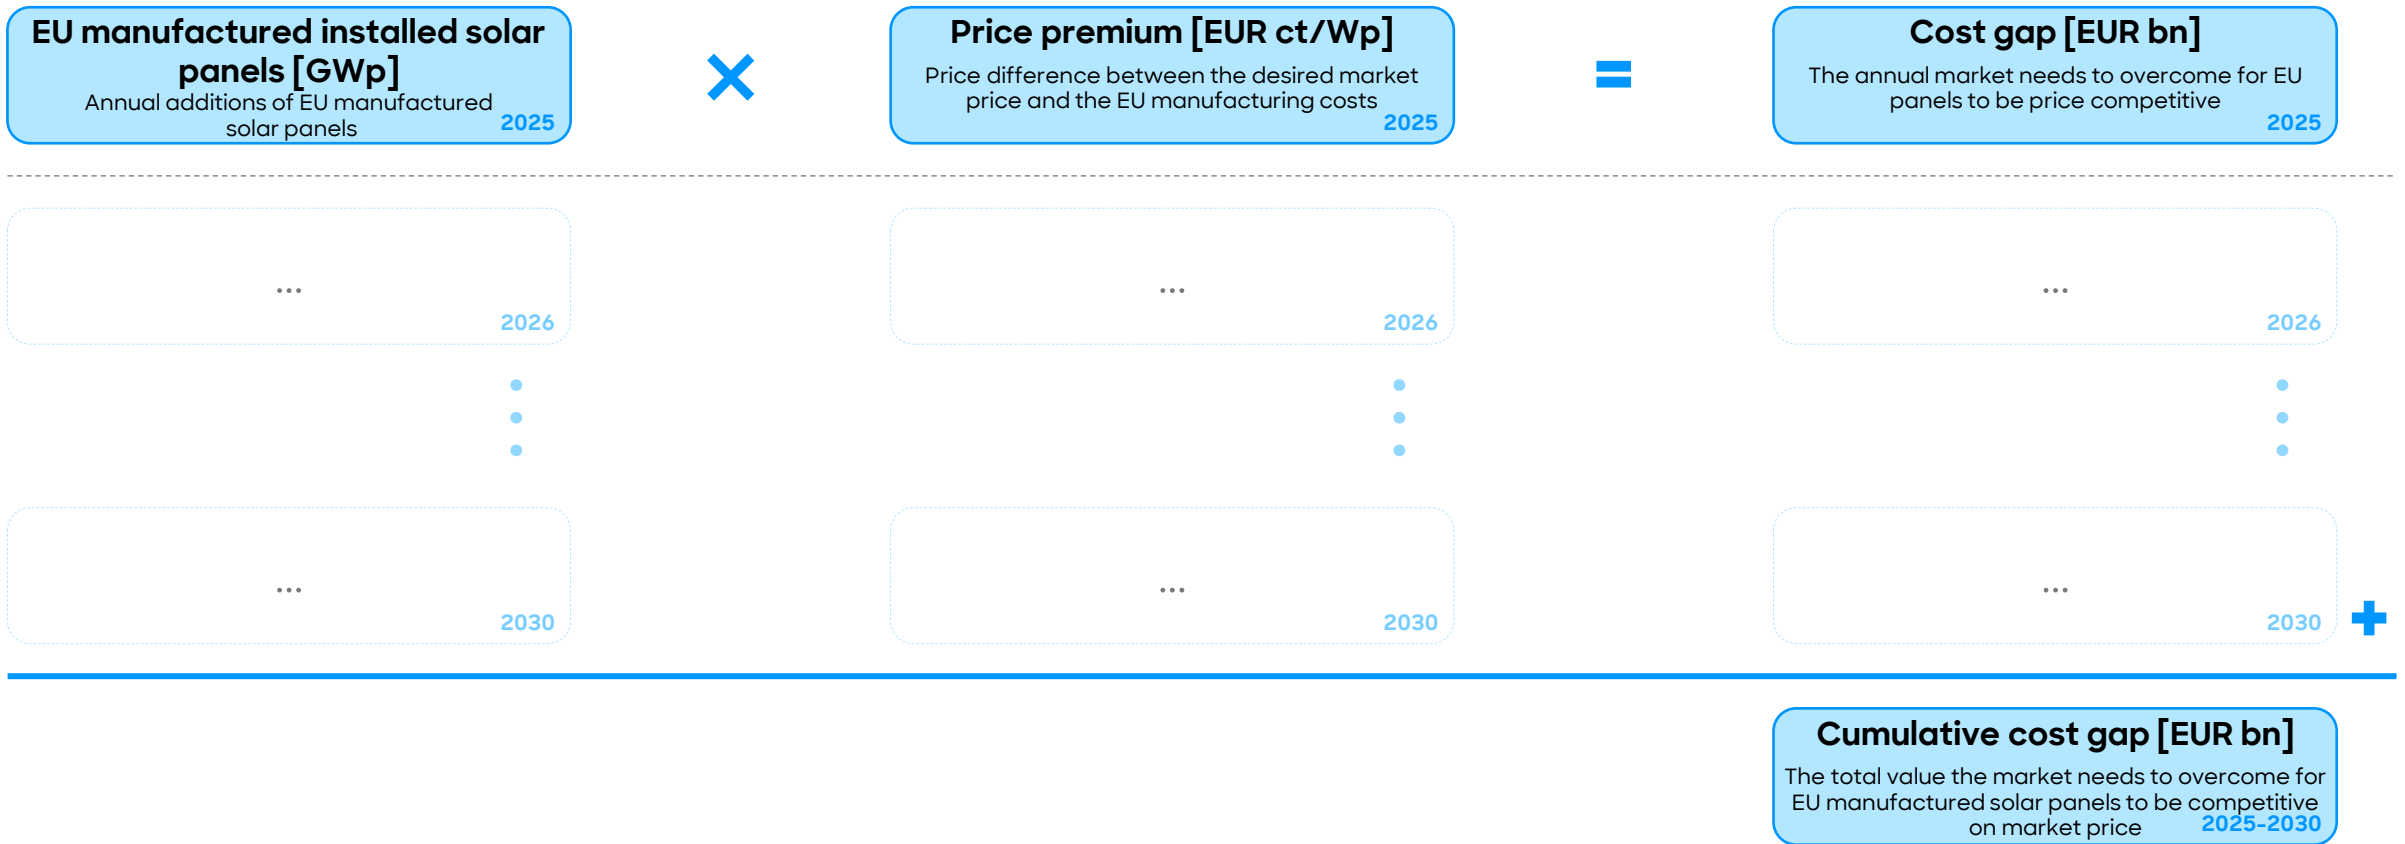 EU manufactured installed solar
panels [GWp]
Annual additions of EU manufactured
solar panels
2025
×
Price premium [EUR ct/Wp]
Price difference between the desired market
price and the EU manufacturing costs
2025
=
Cost gap [EUR bn]
The annual market needs to overcome for EU
panels to be price competitive
2025
...
2026
...
2026
...
2026
...
2030
...
2030
...
2030
+
Cumulative cost gap [EUR bn]
The total value the market needs to overcome for
EU manufactured solar panels to be competitive
on market price
2025-2030